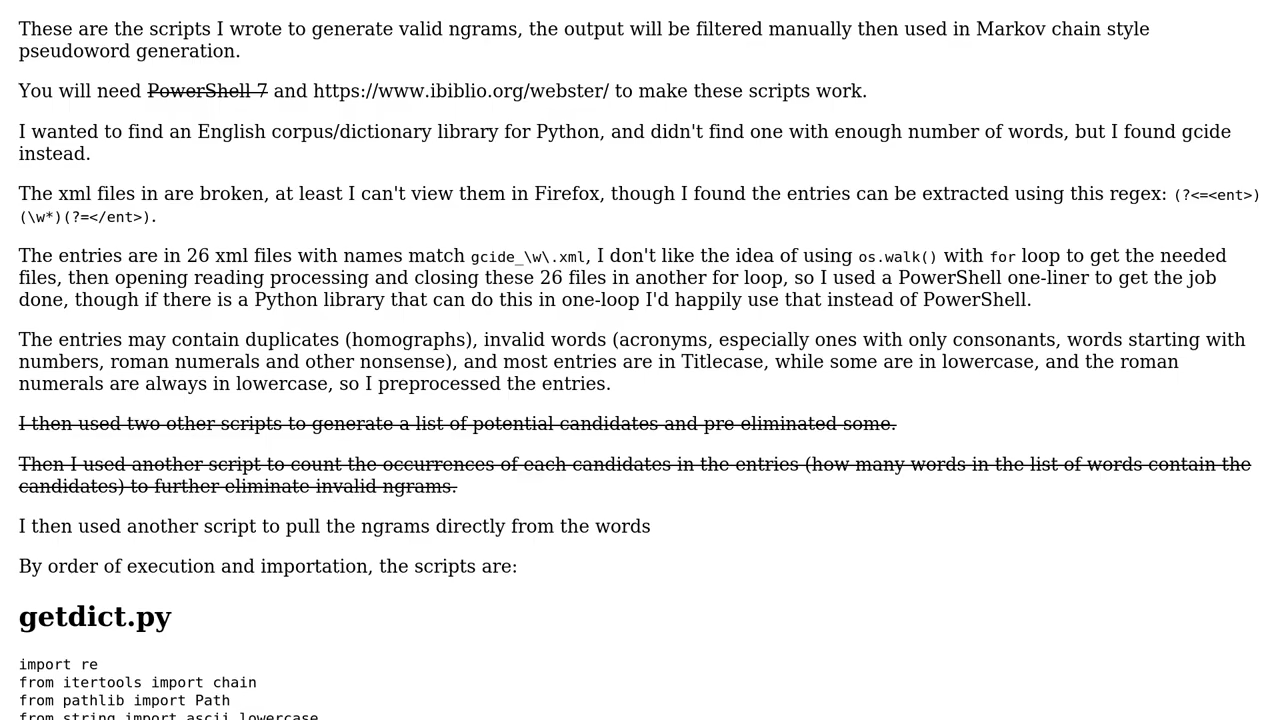 These are the scripts I wrote to generate valid ngrams, the output will be filtered manually then used in Markov chain style
pseudoword generation.
You will need PowerShell 7 and https://www.ibiblio.org/webster/ to make these scripts work.
I wanted to find an English corpus/dictionary library for Python, and didn't find one with enough number of words, but I found gcide
instead.
The xml files in are broken, at least I can't view them in Firefox, though I found the entries can be extracted using this regex: (?<=<ent>)
(\w*)(?=</ent>).
The entries are in 26 xml files with names match gcide_\w\.xml, I don't like the idea of using os.walk() with for loop to get the needed
files, then opening reading processing and closing these 26 files in another for loop, so I used a PowerShell one-liner to get the job
done, though if there is a Python library that can do this in one-loop I'd happily use that instead of PowerShell.
The entries may contain duplicates (homographs), invalid words (acronyms, especially ones with only consonants, words starting with
numbers, roman numerals and other nonsense), and most entries are in Titlecase, while some are in lowercase, and the roman
numerals are always in lowercase, so I preprocessed the entries.
I then used two other scripts to generate a list of potential candidates and pre eliminated some.
Then I used another script to count the occurrences of each candidates in the entries (how many words in the list of words contain the
candidates) to further eliminate invalid ngrams.
I then used another script to pull the ngrams directly from the words
By order of execution and importation, the scripts are:
getdict.py
import re
from itertools import chain
from pathlib import Path
from string import ascii_lowercase